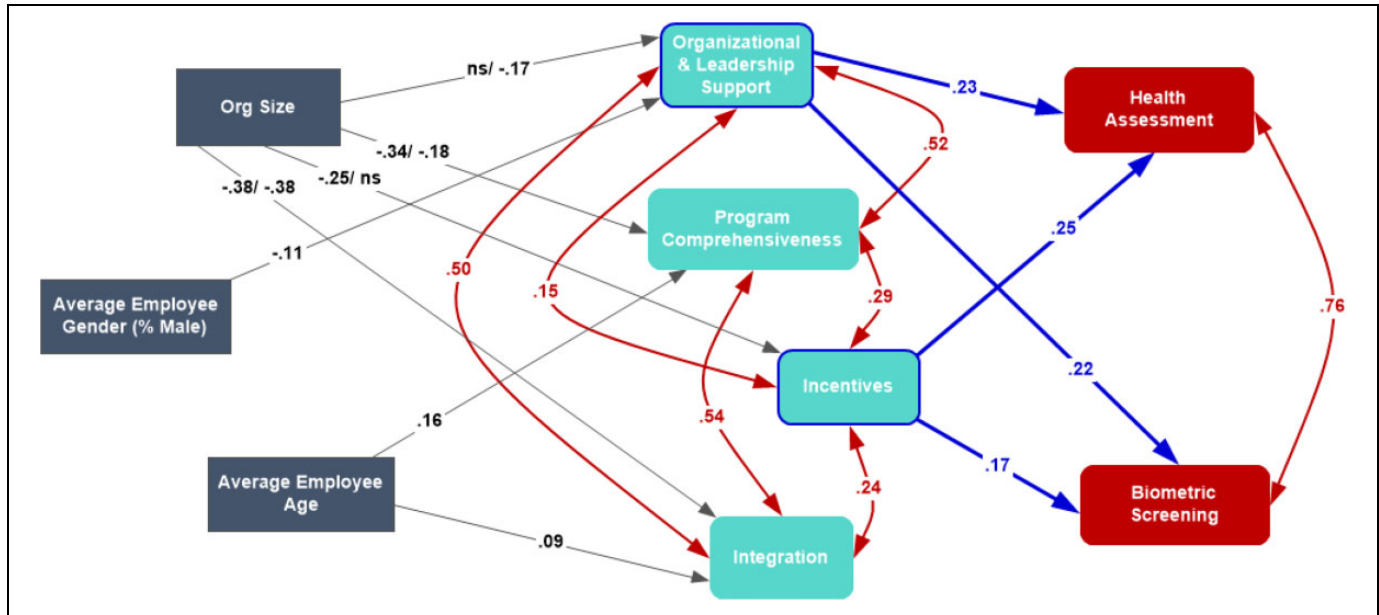 Organizational
& Leadership
Support
Health
Assessment
Org Size
ns/ -.17
.23
-.34/ -.18
-.25/ ns
-.38/ -.38
.52
Program
Comprehensiveness
-.11
.50
.15
.29
.25
.76
Average Employee
Gender (% Male)
.22
Incentives
.16
.54
.17
.24
Average Employee
Age
Biometric
Screening
.09
Integration